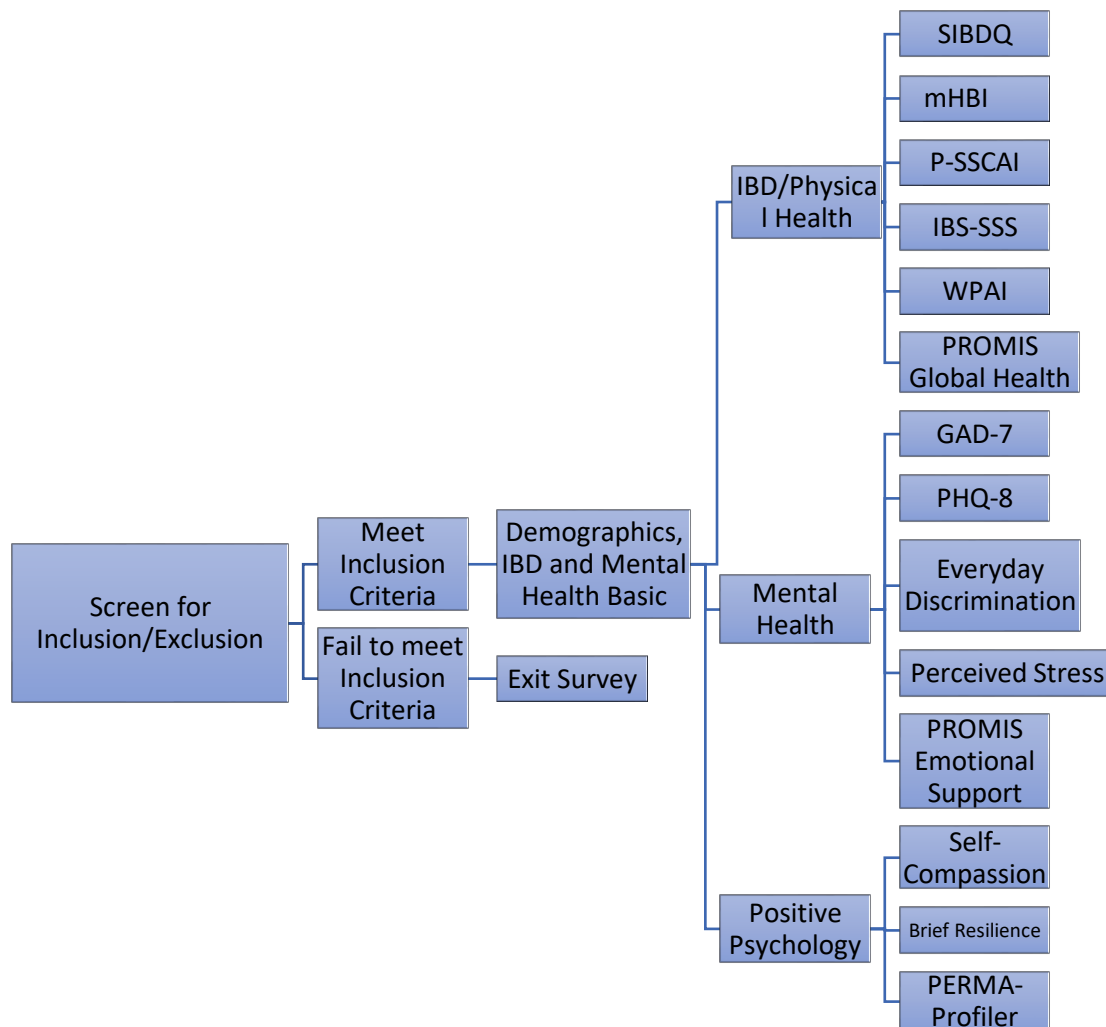 Screen for
Inclusion/Exclusion
Meet
Inclusion
Criteria
Fail to meet
Inclusion
Criteria
Demographics,
IBD and Mental
Health Basic
Exit Survey
IBD/Physica
l Health
SIBDQ
mHBI
P-SSCAI
IBS-SSS
WPAI
PROMIS
Global Health
Mental
Health
GAD-7
PHQ-8
Everyday
Discrimination
Perceived Stress
PROMIS
Emotional
Support
Positive
Psychology
Self-
Compassion
Brief Resilience
PERMA-
Profiler